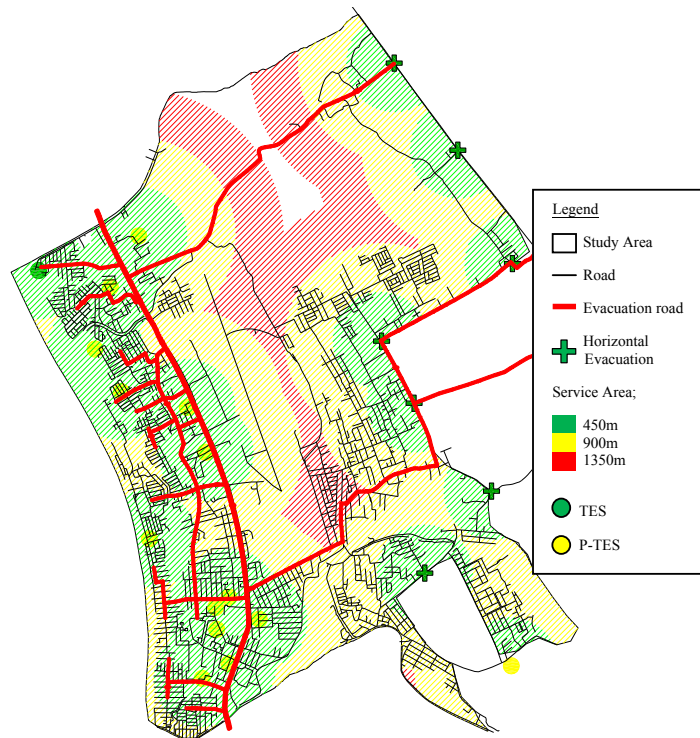 Legend
Study Area
Road
Evacuation road
Horizontal
Evacuation
Service Area;
450m
900m
1350m
TES
P-TES